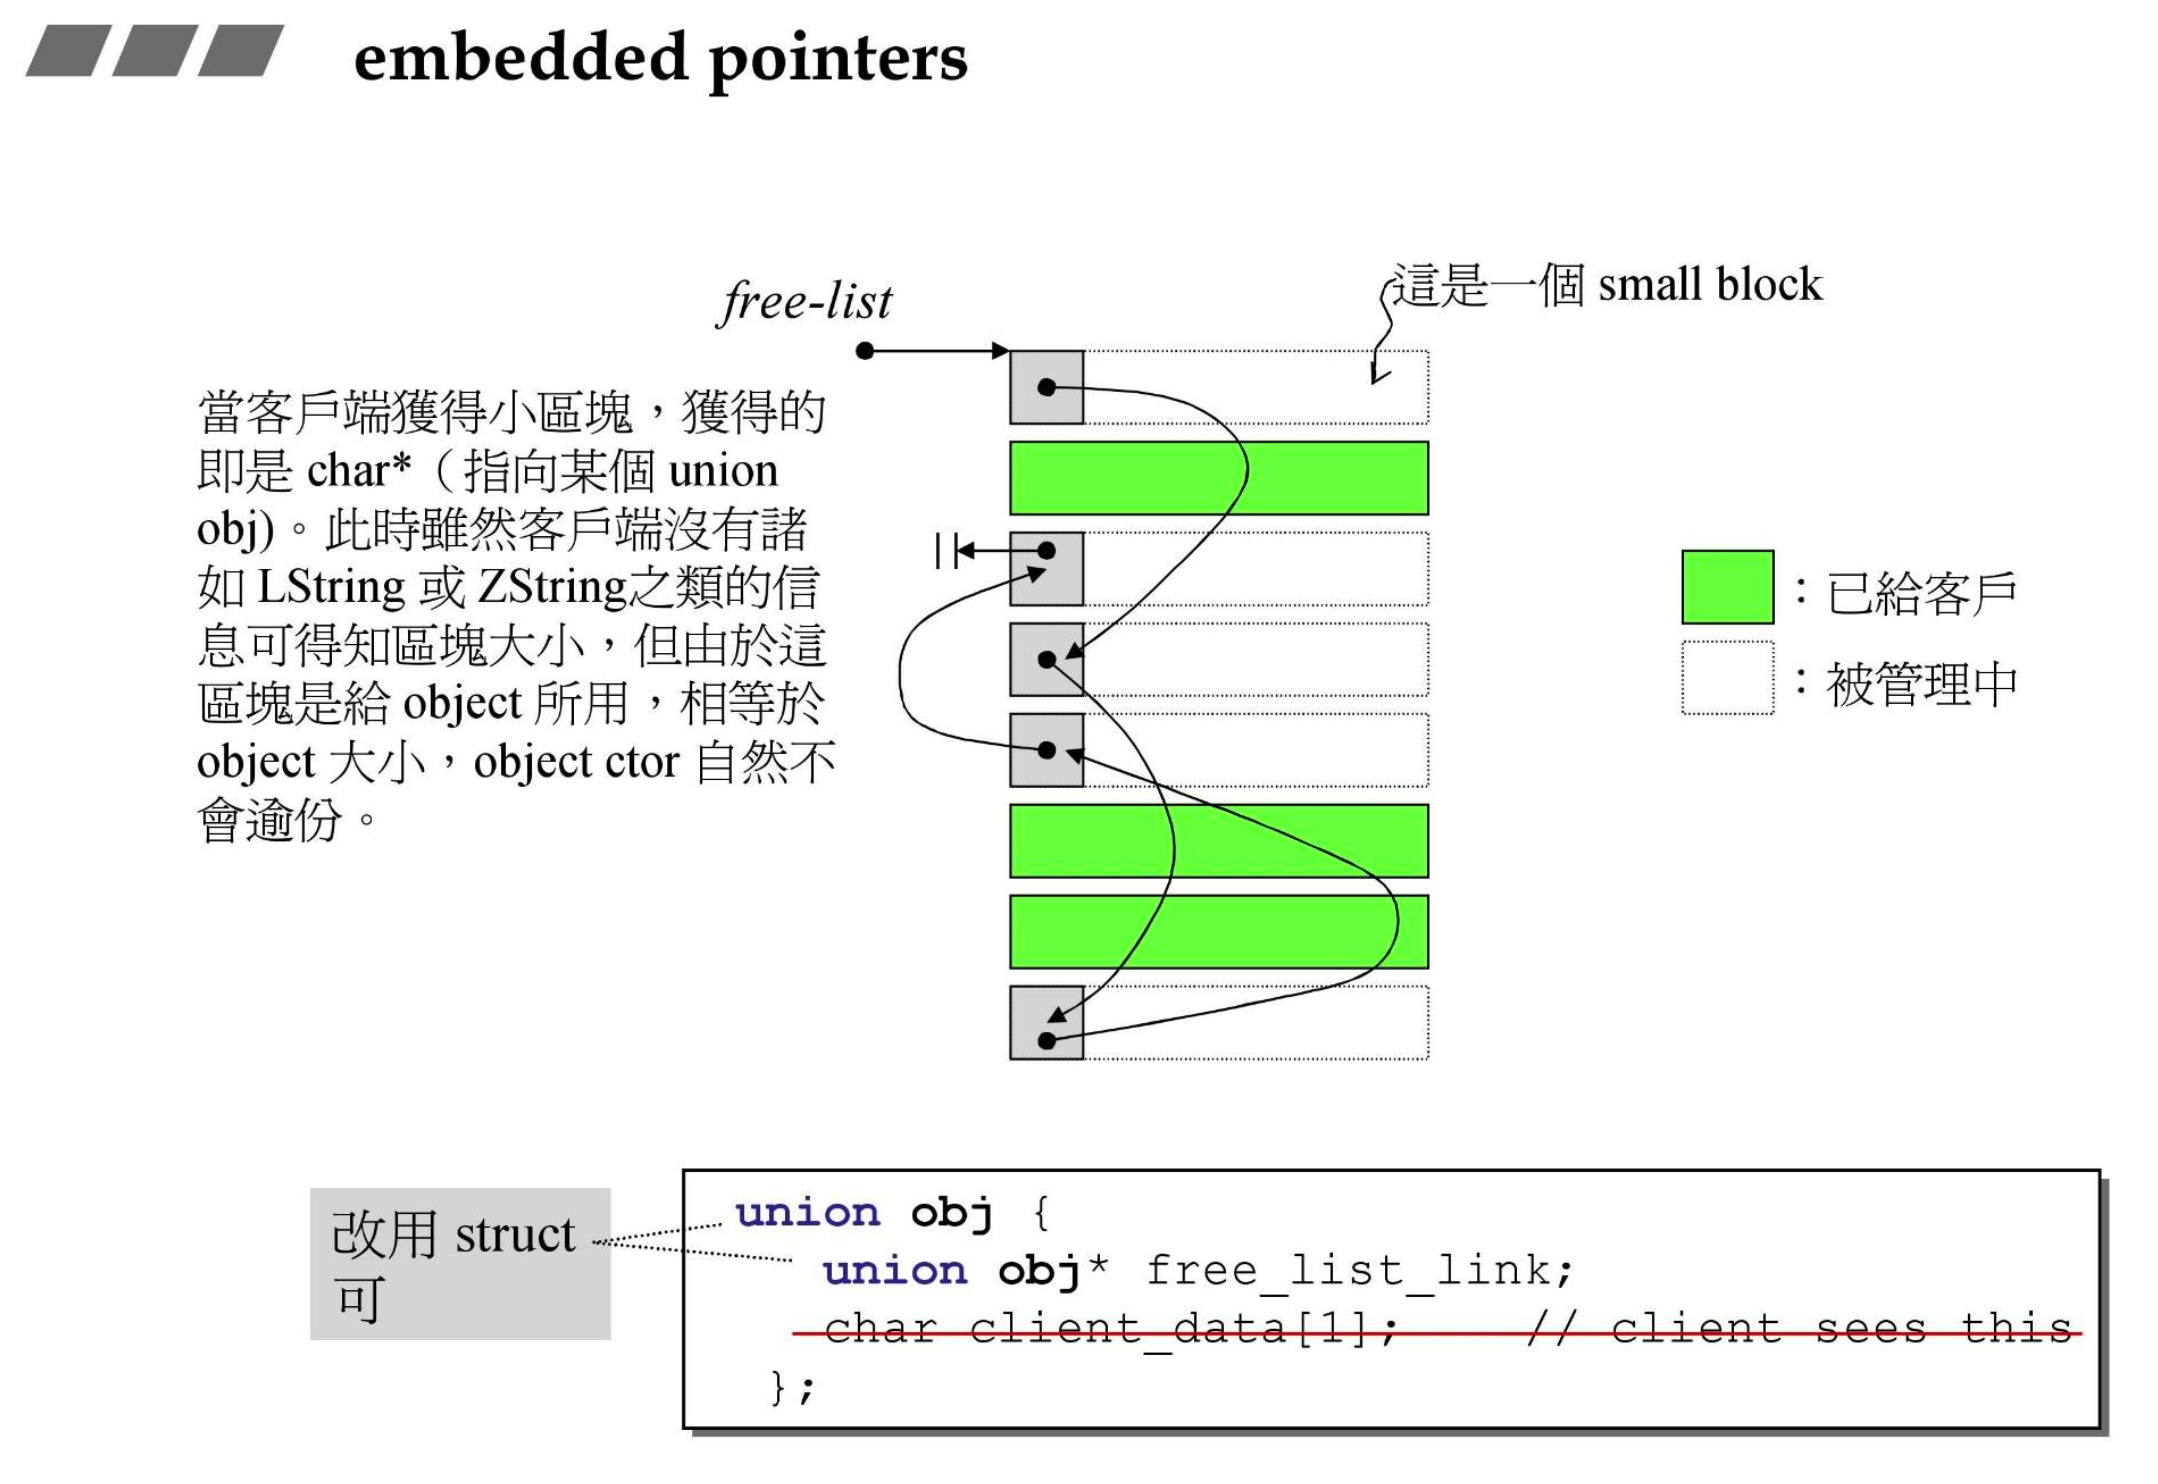 embedded pointers
free-list
這是一個 small block
當客戶端獲得小區塊，獲得的
即是 char*（指向某個 union
obj)。此時雖然客戶端沒有諸
如 LString 或 ZString之類的信
息可得知區塊大小，但由於這
區塊是給 object 所用，相等於
object 大小，object ctor 自然不
會逾份。
：已給客戶
：被管理中
改用 struct
可
union obj {
union obj* free_list_link;
char client_data[1];    // client sees this
};